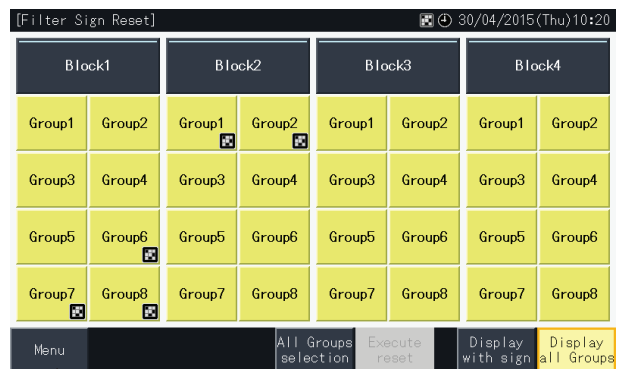 [Filter Sign Reset] 30/04/2015(Thu)10:20
Block1 Block2 Block3 Block4
Group1 Group2 Group1 Group2 Group1 Group2 Group1 Group2
Group3 Group4 Group3 Group4 Group3 Group4 Group3 Group4
Group5 Group6 Group5 Group6 Group5 Group6 Group5 Group6
Group7 Group8 Group7 Group8 Group7 Group8 Group7 Group8
Menu
All Groups
selection
Execute
reset
Display
with sign
Display
all Groups